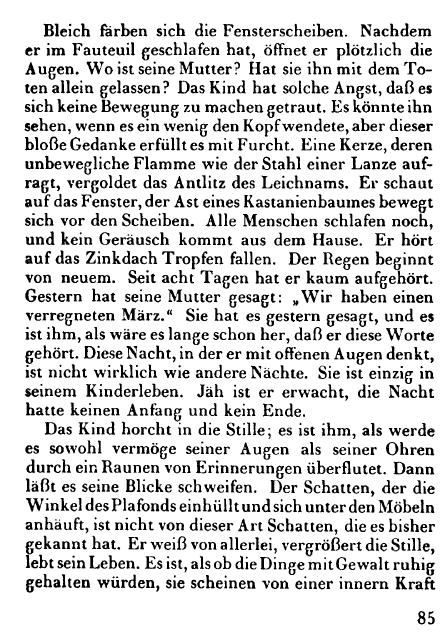 Bleich färben sich die Fensterscheiben. Nachdem
er im Fauteuil geschlafen hat, öffnet er plötzlich die
Augen. Wo ist seine Mutter? Hat sie ihn mit dem To-
ten allein gelassen? Das Kind hat solche Angst, daß es
sich keine Bewegung zu machen getraut. Es könnte ihn
sehen, wenn es ein wenig den Kopf wendete, aber dieser
bloße Gedanke erfüllt es mit Furcht. Eine Kerze, deren
unbewegliche Flamme wie der Stahl einer Lanze auf-
ragt, vergoldet das Antlitz des Leichnams. Er schaut
auf das Fenster, der Ast eines Kastanienbaumes bewegt
sich vor den Scheiben. Alle Menschen schlafen noch,
und kein Geräusch kommt aus dem Hause. Er hört
auf das Zinkdach Tropfen fallen. Der Regen beginnt
von neuem. Seit acht Tagen hat er kaum aufgehört.
Gestern hat seine Mutter gesagt: „Wir haben einen
verregneten März.“ Sie hat es gestern gesagt, und es
ist ihm, als wäre es lange schon her, daß er diese Worte
gehört. Diese Nacht, in der er mit offenen Augen denkt,
ist nicht wirklich wie andere Nächte. Sie ist einzig in
seinem Kinderleben. Jäh ist er erwacht, die Nacht
hatte keinen Anfang und kein Ende.
Das Kind horcht in die Stille; es ist ihm, als werde
es sowohl vermöge seiner Augen als seiner Ohren
durch ein Raunen von Erinnerungen überflutet. Dann
läßt es seine Blicke schweifen. Der Schatten, der die
Winkel des Plafonds einhüllt und sich unter den Möbeln
anhäuft, ist nicht von dieser Art Schatten, die es bisher
gekannt hat. Er weiß von allerlei, vergrößert die Stille,
lebt sein Leben. Es ist, als ob die Dinge mit Gewalt ruhig
gehalten würden, sie scheinen von einer innern Kraft
85